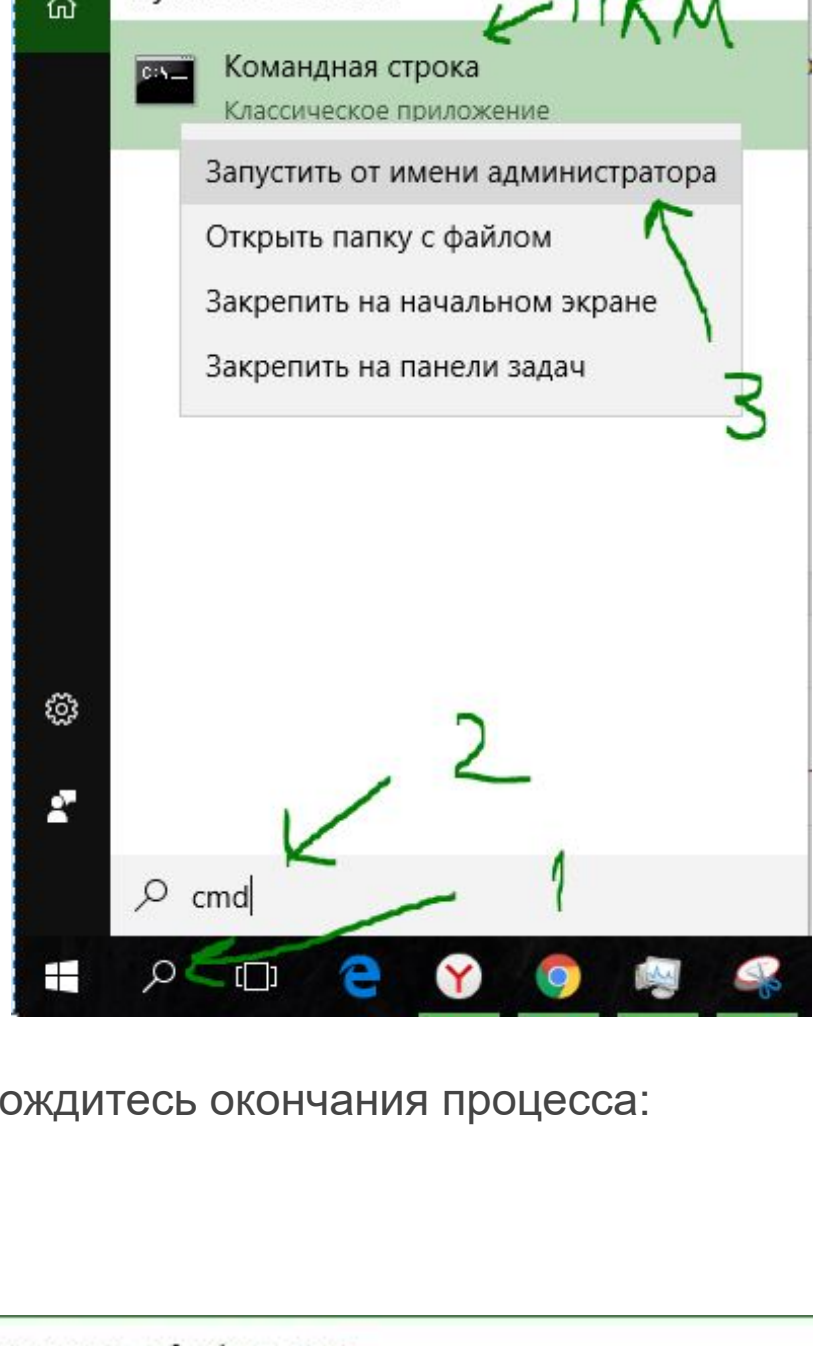 ПКМ
Командная строка
Классическое приложение
Запустить от имени администратора
Открыть папку с файлом
Закрепить на начальном экране
Закрепить на панели задач
3
2
cmd
1
ождитесь окончания процесса: